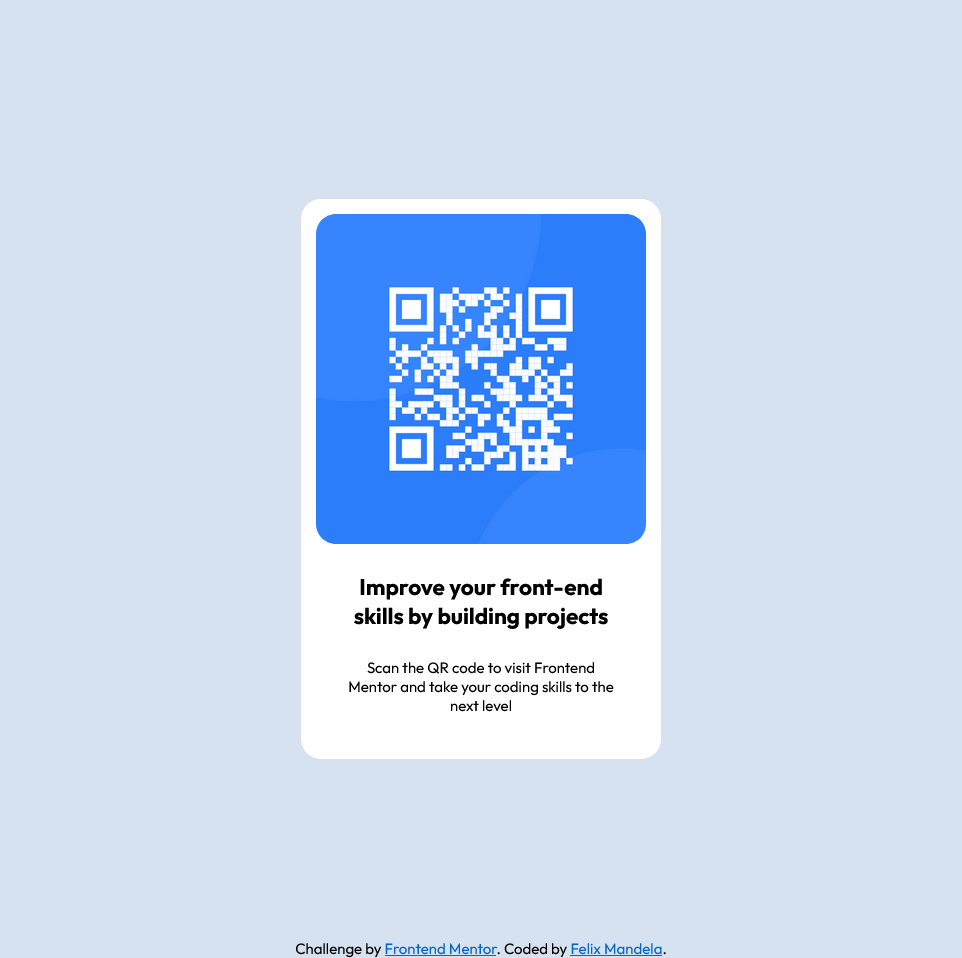 Improve your front-end
skills by building projects
Scan the QR code to visit Frontend
Mentor and take your coding skills to the
next level
Challenge by Frontend Mentor. Coded by Felix Mandela.